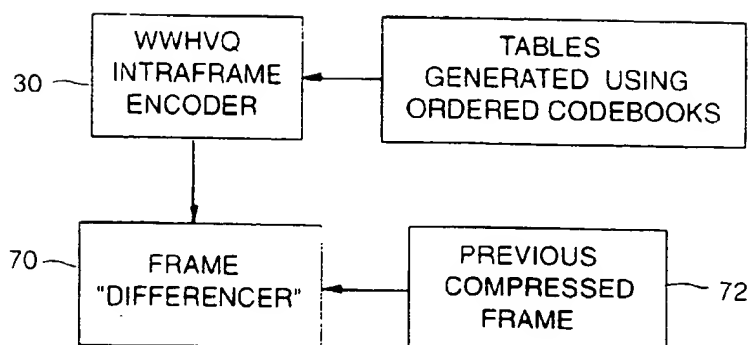 WWHVQ
INTRAFRAME
ENCODER
30
TABLES
GENERATED USING
ORDERED CODEBOOKS
70
FRAME
"DIFFERENCER"
PREVIOUS
COMPRESSED
FRAME
72